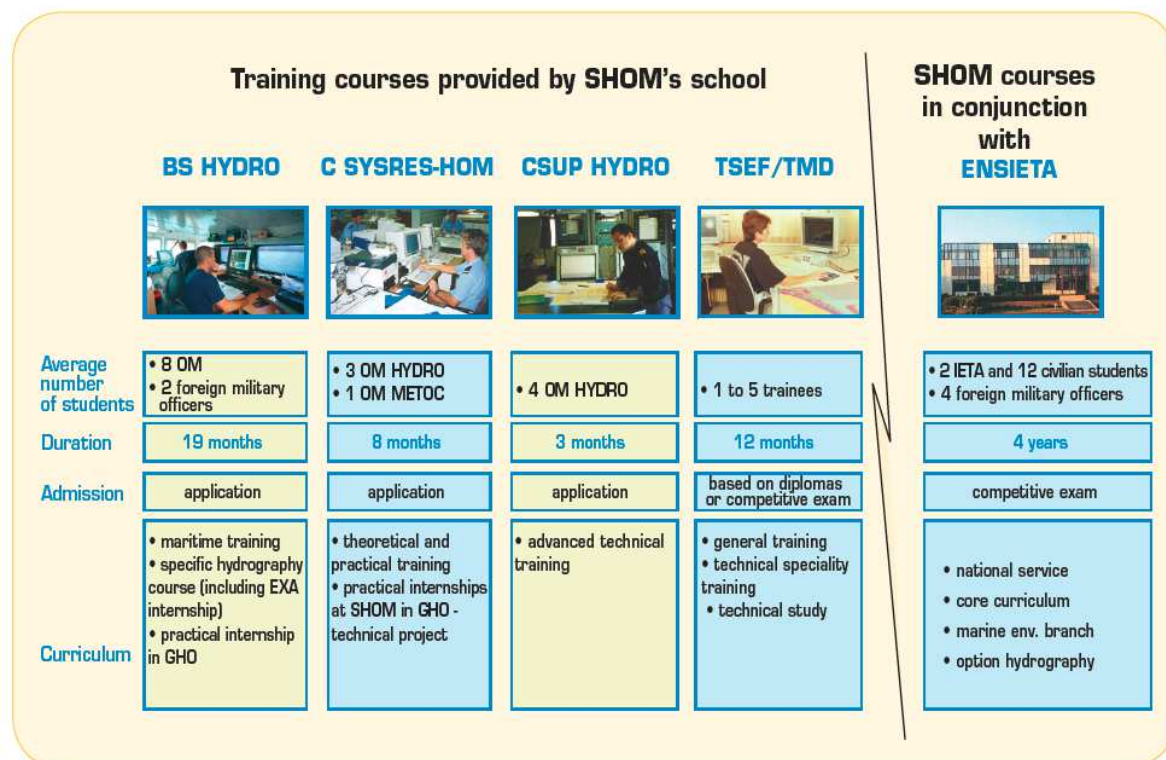 Training courses provided by SHOM's school
SHOM courses
in conjunction
with
ENSIETA
BS HYDRO
C SYSRES-HOM
CSUP HYDRO
TSEF/TMD
Average
number
of students
• 8 OM
• 2 foreign military
officers
• 3 OM HYDRO
• 1 OM METOC
• 4 OM HYDRO
• 1 to 5 trainees
• 2 IETA and 12 civilian students
• 4 foreign military officers
Duration
19 months
8 months
3 months
12 months
4 years
Admission
application
application
application
based on diplomas
or competitive exam
competitive exam
Curriculum
• maritime training
• specific hydrography
course (including EXA
internship)
• practical internship
in GHO
• theoretical and
practical training
• practical internships
at SHOM in GHO -
technical project
• advanced technical
training
• general training
• technical speciality
training
• technical study
• national service
• core curriculum
• marine env. branch
• option hydrography